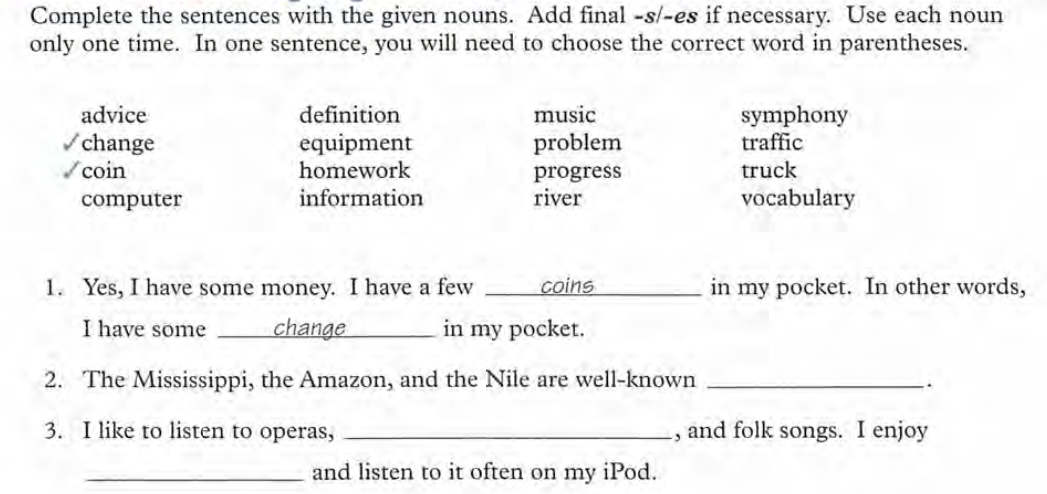 Complete the sentences with the given nouns. Add final -s/-es if necessary. Use each noun
only one time. In one sentence, you will need to choose the correct word in parentheses.
advice definition music symphony
✓change equipment problem traffic
✓coin homework progress truck
computer information river vocabulary
1. Yes, I have some money. I have a few coins in my pocket. In other words,
I have some change in my pocket.
2. The Mississippi, the Amazon, and the Nile are well-known ____________.
3. I like to listen to operas, ____________, and folk songs. I enjoy
____________ and listen to it often on my iPod.